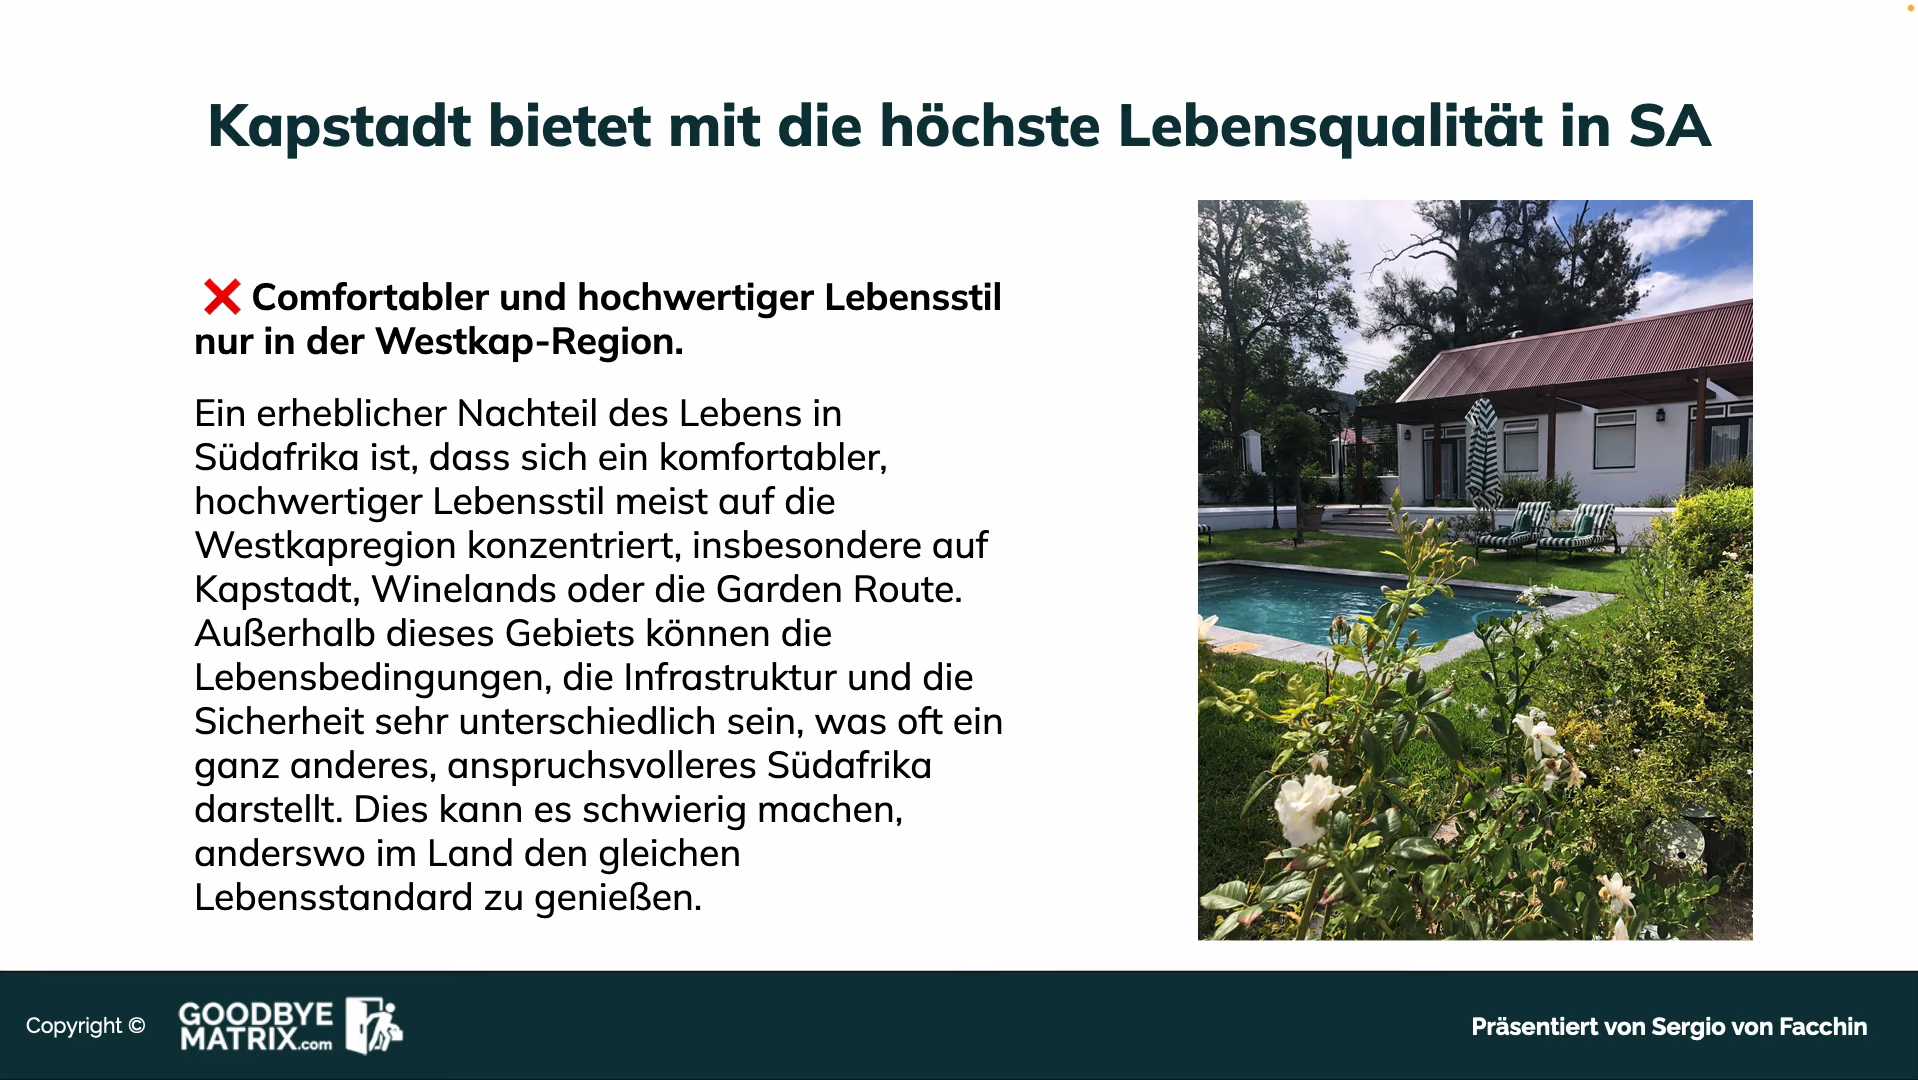 Kapstadt bietet mit die höchste Lebensqualität in SA
❌ Comfortabler und hochwertiger Lebensstil
nur in der Westkap-Region.
Ein erheblicher Nachteil des Lebens in
Südafrika ist, dass sich ein komfortabler,
hochwertiger Lebensstil meist auf die
Westkapregion konzentriert, insbesondere auf
Kapstadt, Winelands oder die Garden Route.
Außerhalb dieses Gebiets können die
Lebensbedingungen, die Infrastruktur und die
Sicherheit sehr unterschiedlich sein, was oft ein
ganz anderes, anspruchsvolleres Südafrika
darstellt. Dies kann es schwierig machen,
anderswo im Land den gleichen
Lebensstandard zu genießen.
Copyright ©
GOODBYE
MATRIX.com
Präsentiert von Sergio von Facchin